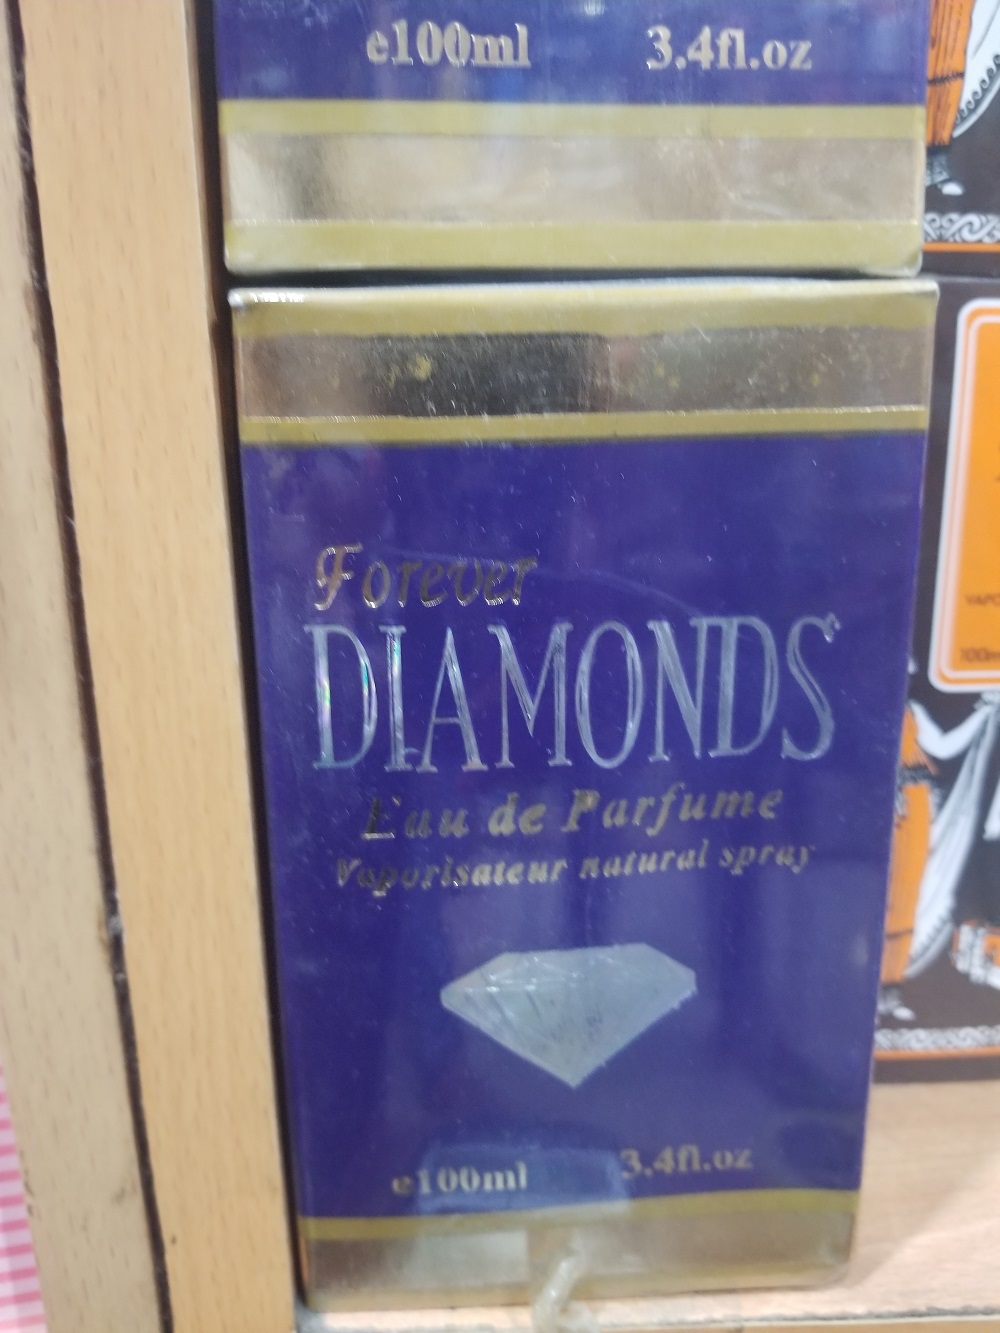 e100ml 3.4fl.oz
Forever
DIAMONDS
Eau de Parfume
Vaporisateur natural spray
e100ml 3.4fl.oz